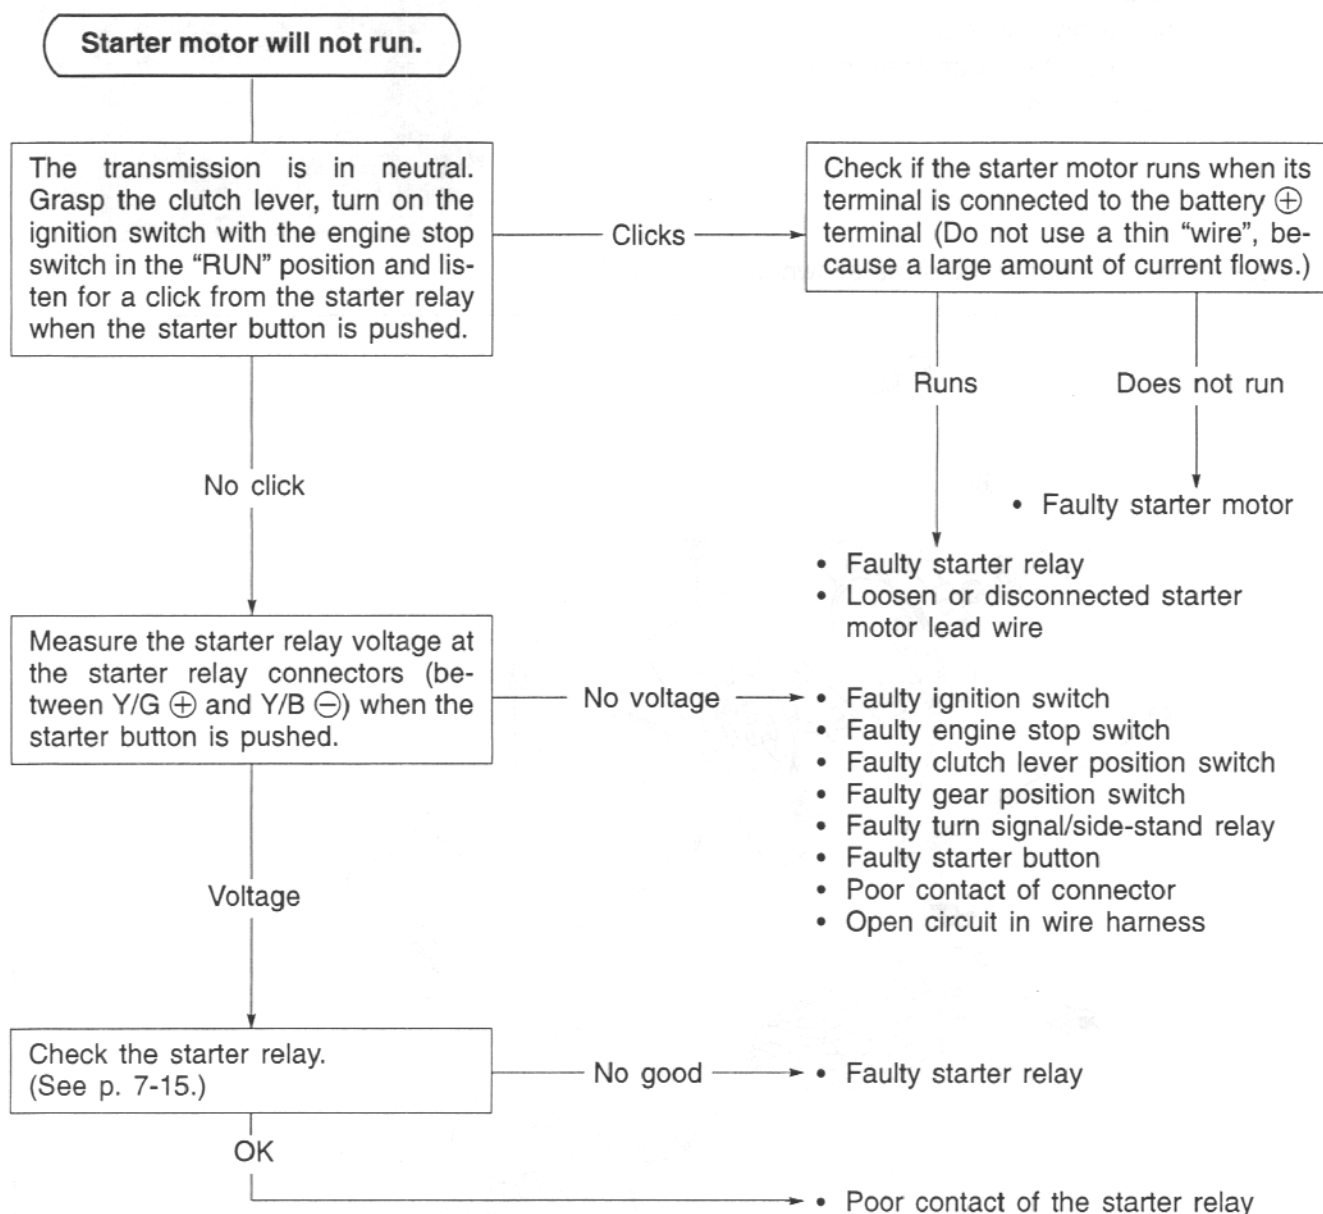 Starter motor will not run.
The transmission is in neutral.
Grasp the clutch lever, turn on the
ignition switch with the engine stop
switch in the “RUN” position and lis-
ten for a click from the starter relay
when the starter button is pushed.
Clicks
Check if the starter motor runs when its
terminal is connected to the battery ⊕
terminal (Do not use a thin “wire”, be-
cause a large amount of current flows.)
Runs
Does not run
• Faulty starter motor
• Faulty starter relay
• Loosen or disconnected starter
motor lead wire
No click
Measure the starter relay voltage at
the starter relay connectors (be-
tween Y/G ⊕ and Y/B ⊖) when the
starter button is pushed.
No voltage
• Faulty ignition switch
• Faulty engine stop switch
• Faulty clutch lever position switch
• Faulty gear position switch
• Faulty turn signal/side-stand relay
• Faulty starter button
• Poor contact of connector
• Open circuit in wire harness
Voltage
Check the starter relay.
(See p. 7-15.)
No good
• Faulty starter relay
OK
• Poor contact of the starter relay